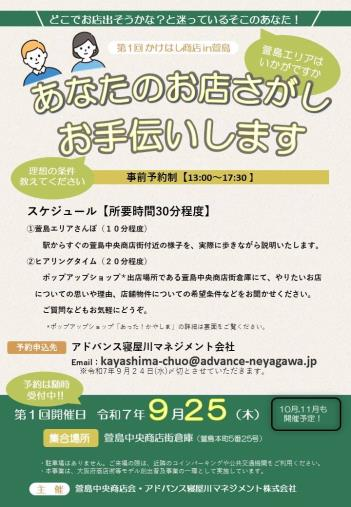 どこでお店出そうかな？と迷っているそこのあなた！
第1回 かけはし商店 in 萱島
萱島エリアは
いかがですか
あなたのお店さがし
お手伝いします
理想の条件
教えてください
事前予約制【13:00～17:30 】
スケジュール【所要時間30分程度】
①萱島エリアさんぽ（１０分程度）
駅からすぐの萱島中央商店街付近の様子を、実際に歩きながら説明いたします。
②ヒアリングタイム（２０分程度）
ポップアップショップ＊出店場所である萱島中央商店街倉庫にて、やりたいお店
についての思いや理由、店舗物件についての希望条件などをお聞かせください。
ご質問などもお気軽にどうぞ。
*ポップアップショップ「あった！かやしま」の詳細は裏面をご覧ください。
予約申込先 アドバンス寝屋川マネジメント会社
Email：kayashima-chuo@advance-neyagawa.jp
※令和7年９月２４日(水)〆切とさせていただきます。
予約は随時
受付中!!
第１回開催日 令和７年９月25（木）
10月,11月も
開催予定！
集合場所 萱島中央商店街倉庫（萱島本町5番25号）
・駐車場はありません。ご来場の際は、近隣のコインパーキングや公共交通機関をご利用ください。
・本事業は、大阪府商店街等モデル創出普及事業の一環として実施しています。
主 催 萱島中央商店会・アドバンス寝屋川マネジメント株式会社